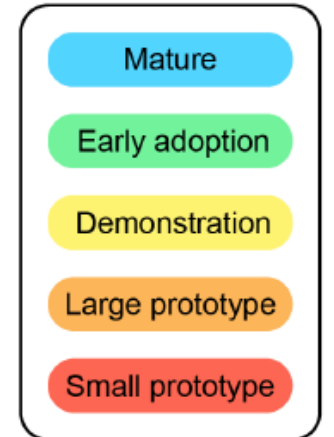 Mature
Early adoption
Demonstration
Large prototype
Small prototype